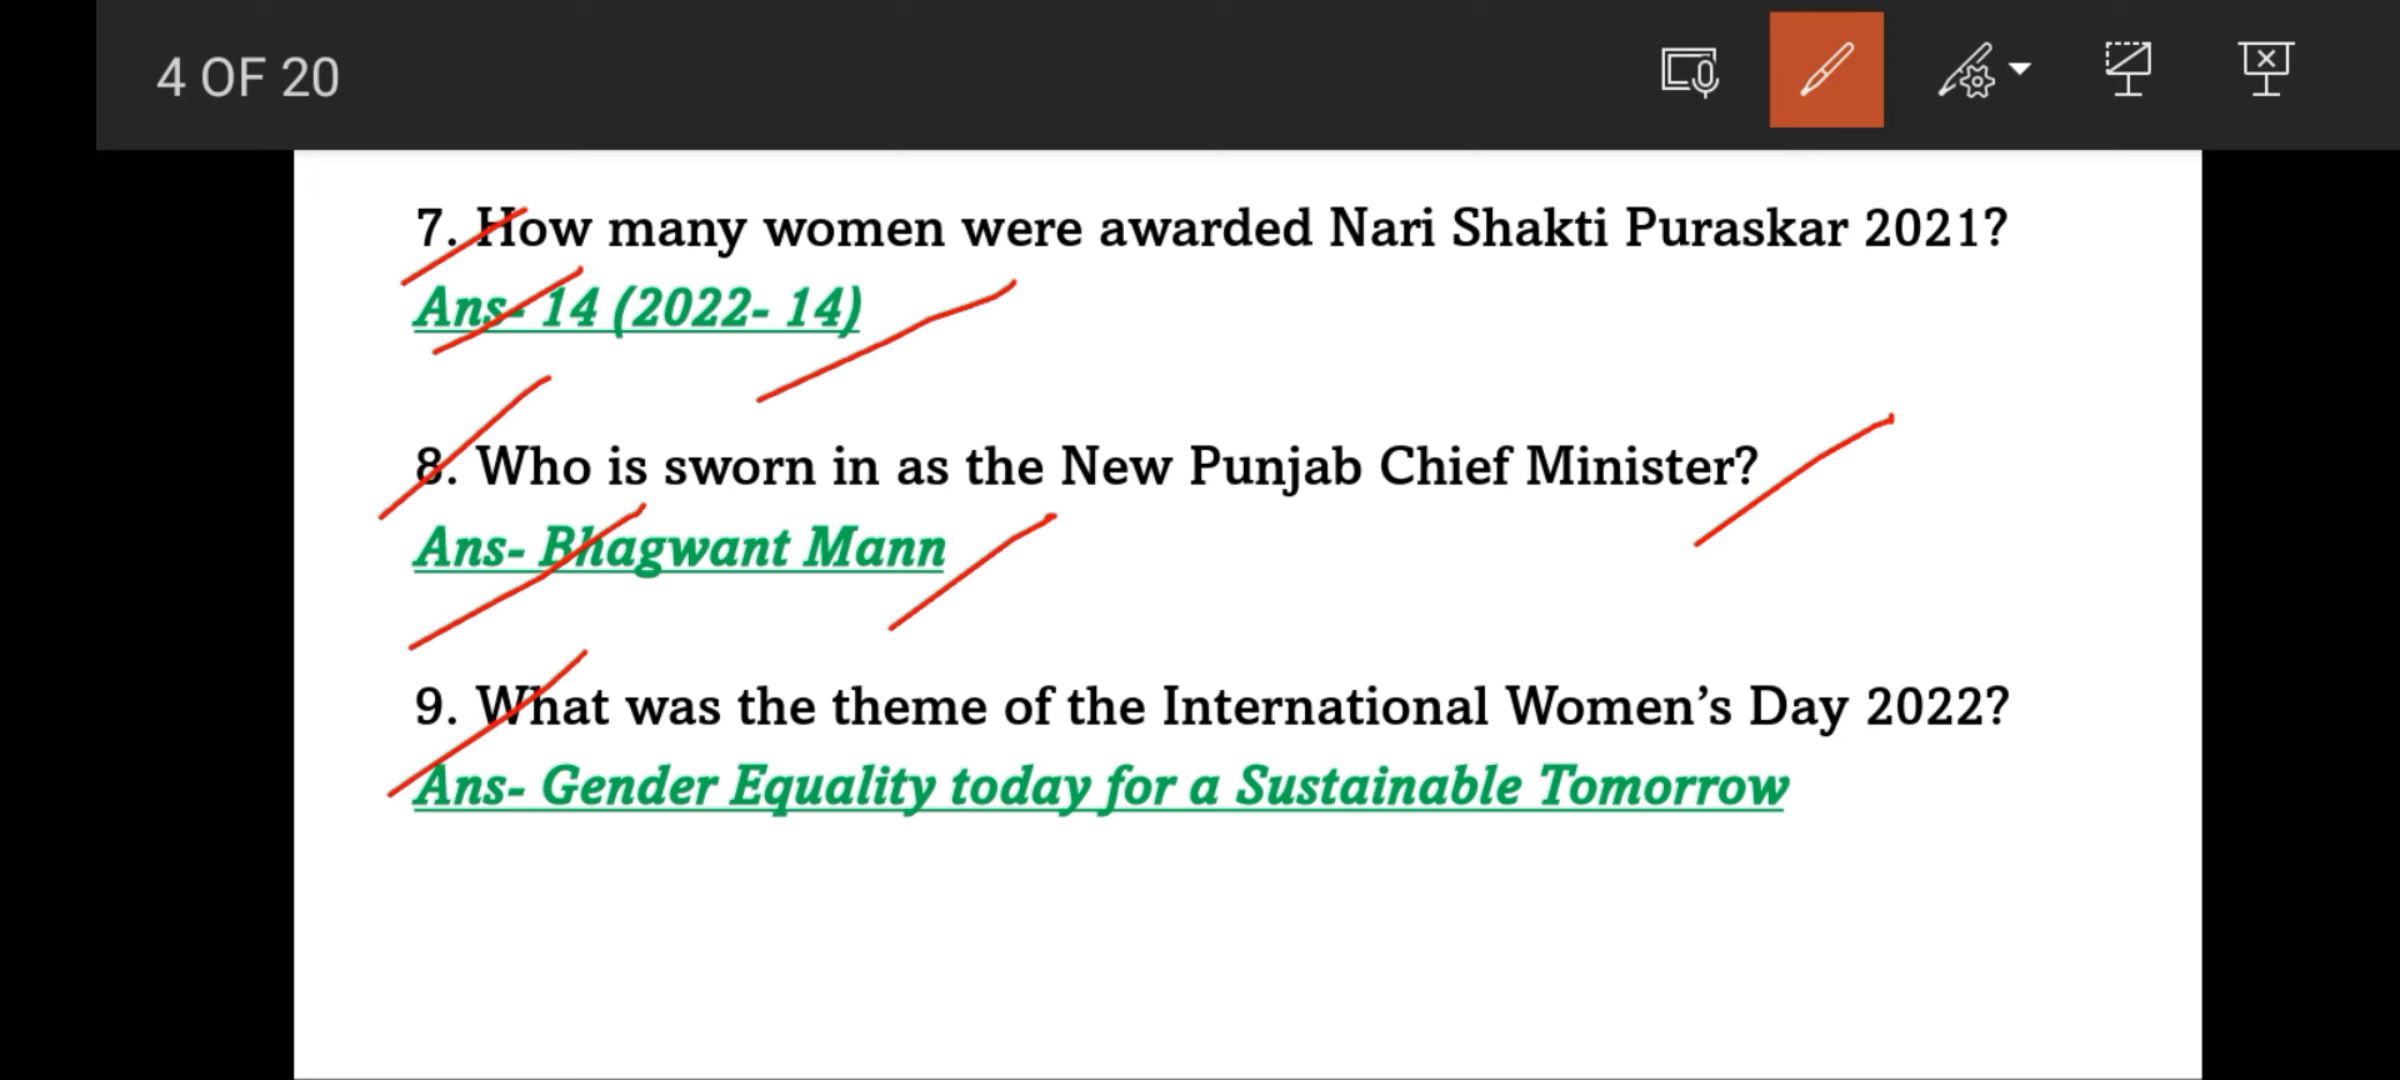 4 OF 20
7. How many women were awarded Nari Shakti Puraskar 2021?
Ans- 14 (2022- 14)
8. Who is sworn in as the New Punjab Chief Minister?
Ans- Bhagwant Mann
9. What was the theme of the International Women’s Day 2022?
Ans- Gender Equality today for a Sustainable Tomorrow